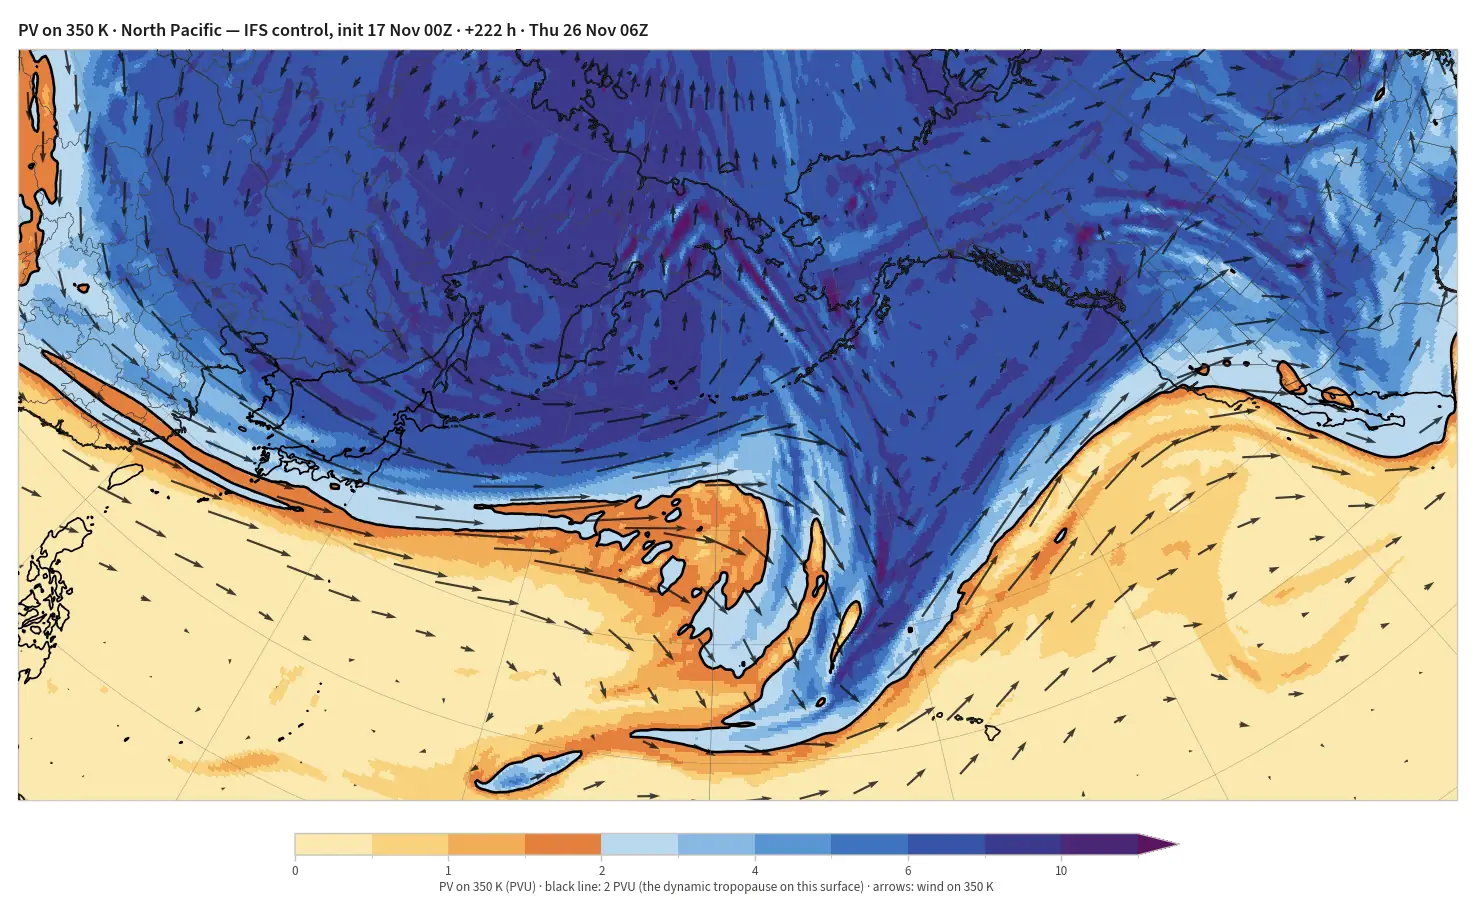 PV on 350 K · North Pacific — IFS control, init 17 Nov 00Z · +222 h · Thu 26 Nov 06Z
0 1 2 4 6 10
PV on 350 K (PVU) · black line: 2 PVU (the dynamic tropopause on this surface) · arrows: wind on 350 K